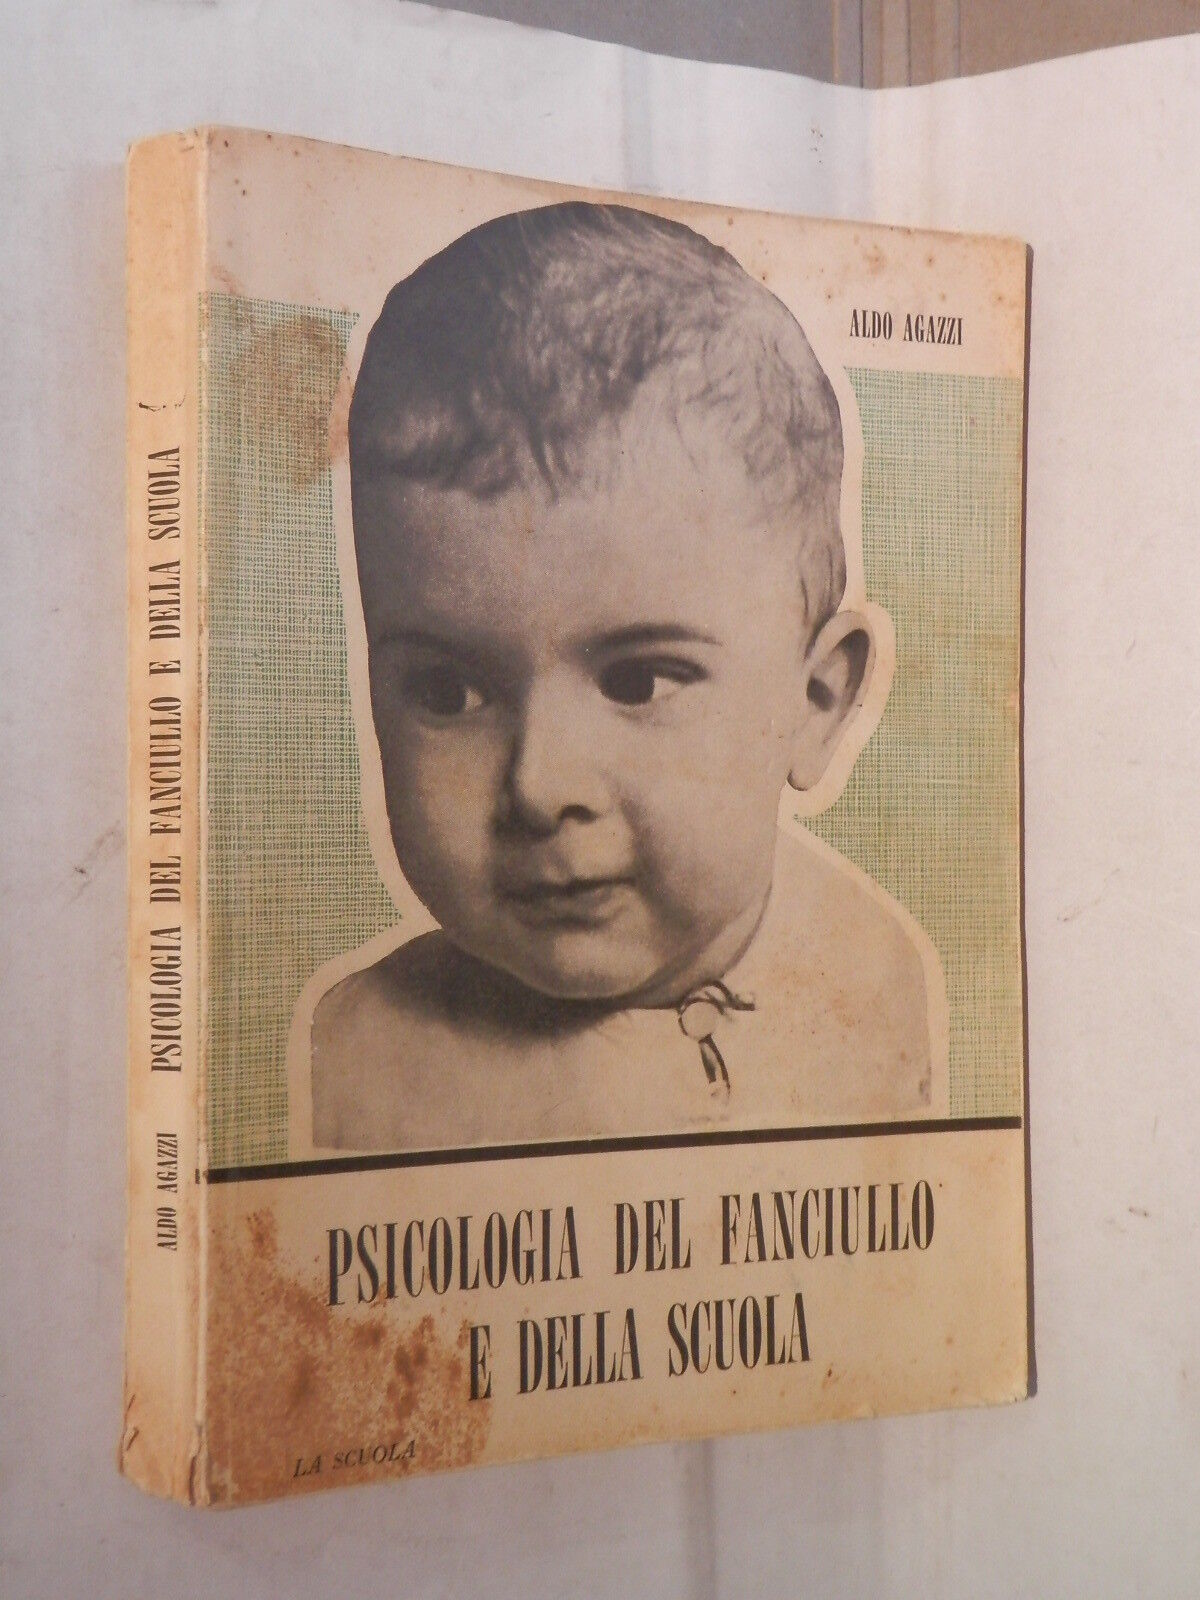 ALDO AGAZZI
PSICOLOGIA DEL FANCIULLO
E DELLA SCUOLA
LA SCUOLA
ALDO AGAZZI PSICOLOGIA DEL FANCIULLO E DELLA SCUOLA